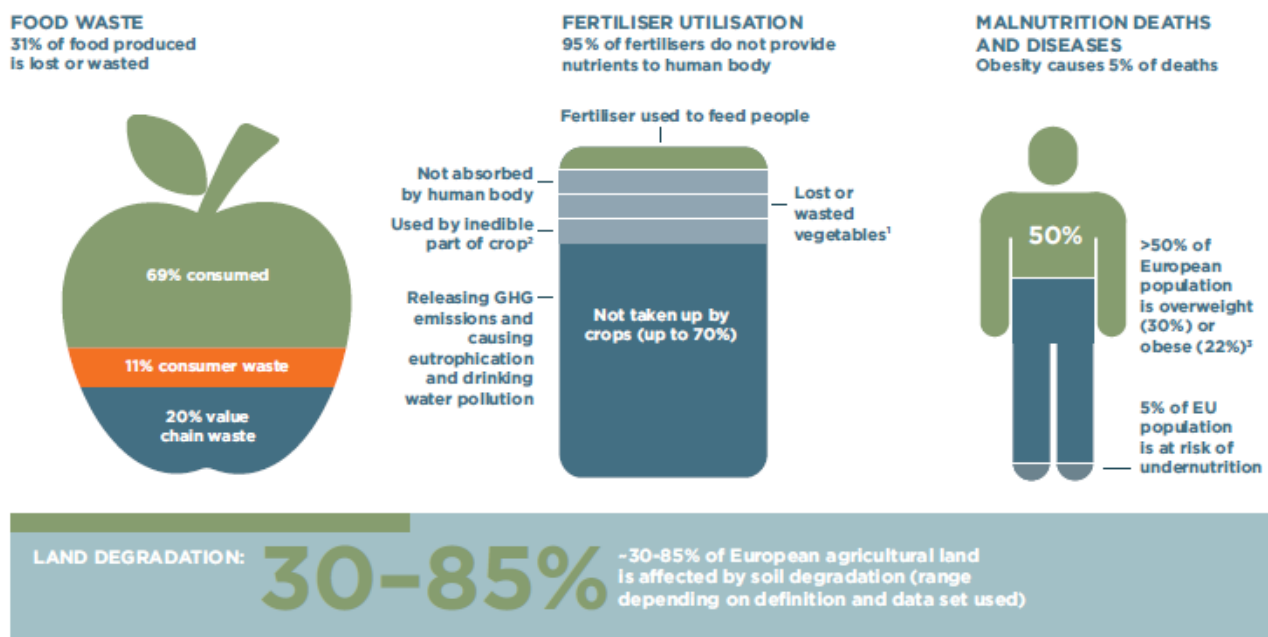 FOOD WASTE
31% of food produced
is lost or wasted
69% consumed
11% consumer waste
20% value
chain waste
FERTILISER UTILISATION
95% of fertilisers do not provide
nutrients to human body
Fertiliser used to feed people
Not absorbed
by human body
Used by inedible
part of crop²
Lost or
wasted
vegetables¹
Releasing GHG
emissions and
causing
eutrophication
and drinking
water pollution
Not taken up by
crops (up to 70%)
MALNUTRITION DEATHS
AND DISEASES
Obesity causes 5% of deaths
50%
>50% of
European
population
is overweight
(30%) or
obese (22%)³
5% of EU
population
is at risk of
undernutrition
LAND DEGRADATION:
30–85%
~30-85% of European agricultural land
is affected by soil degradation (range
depending on definition and data set used)